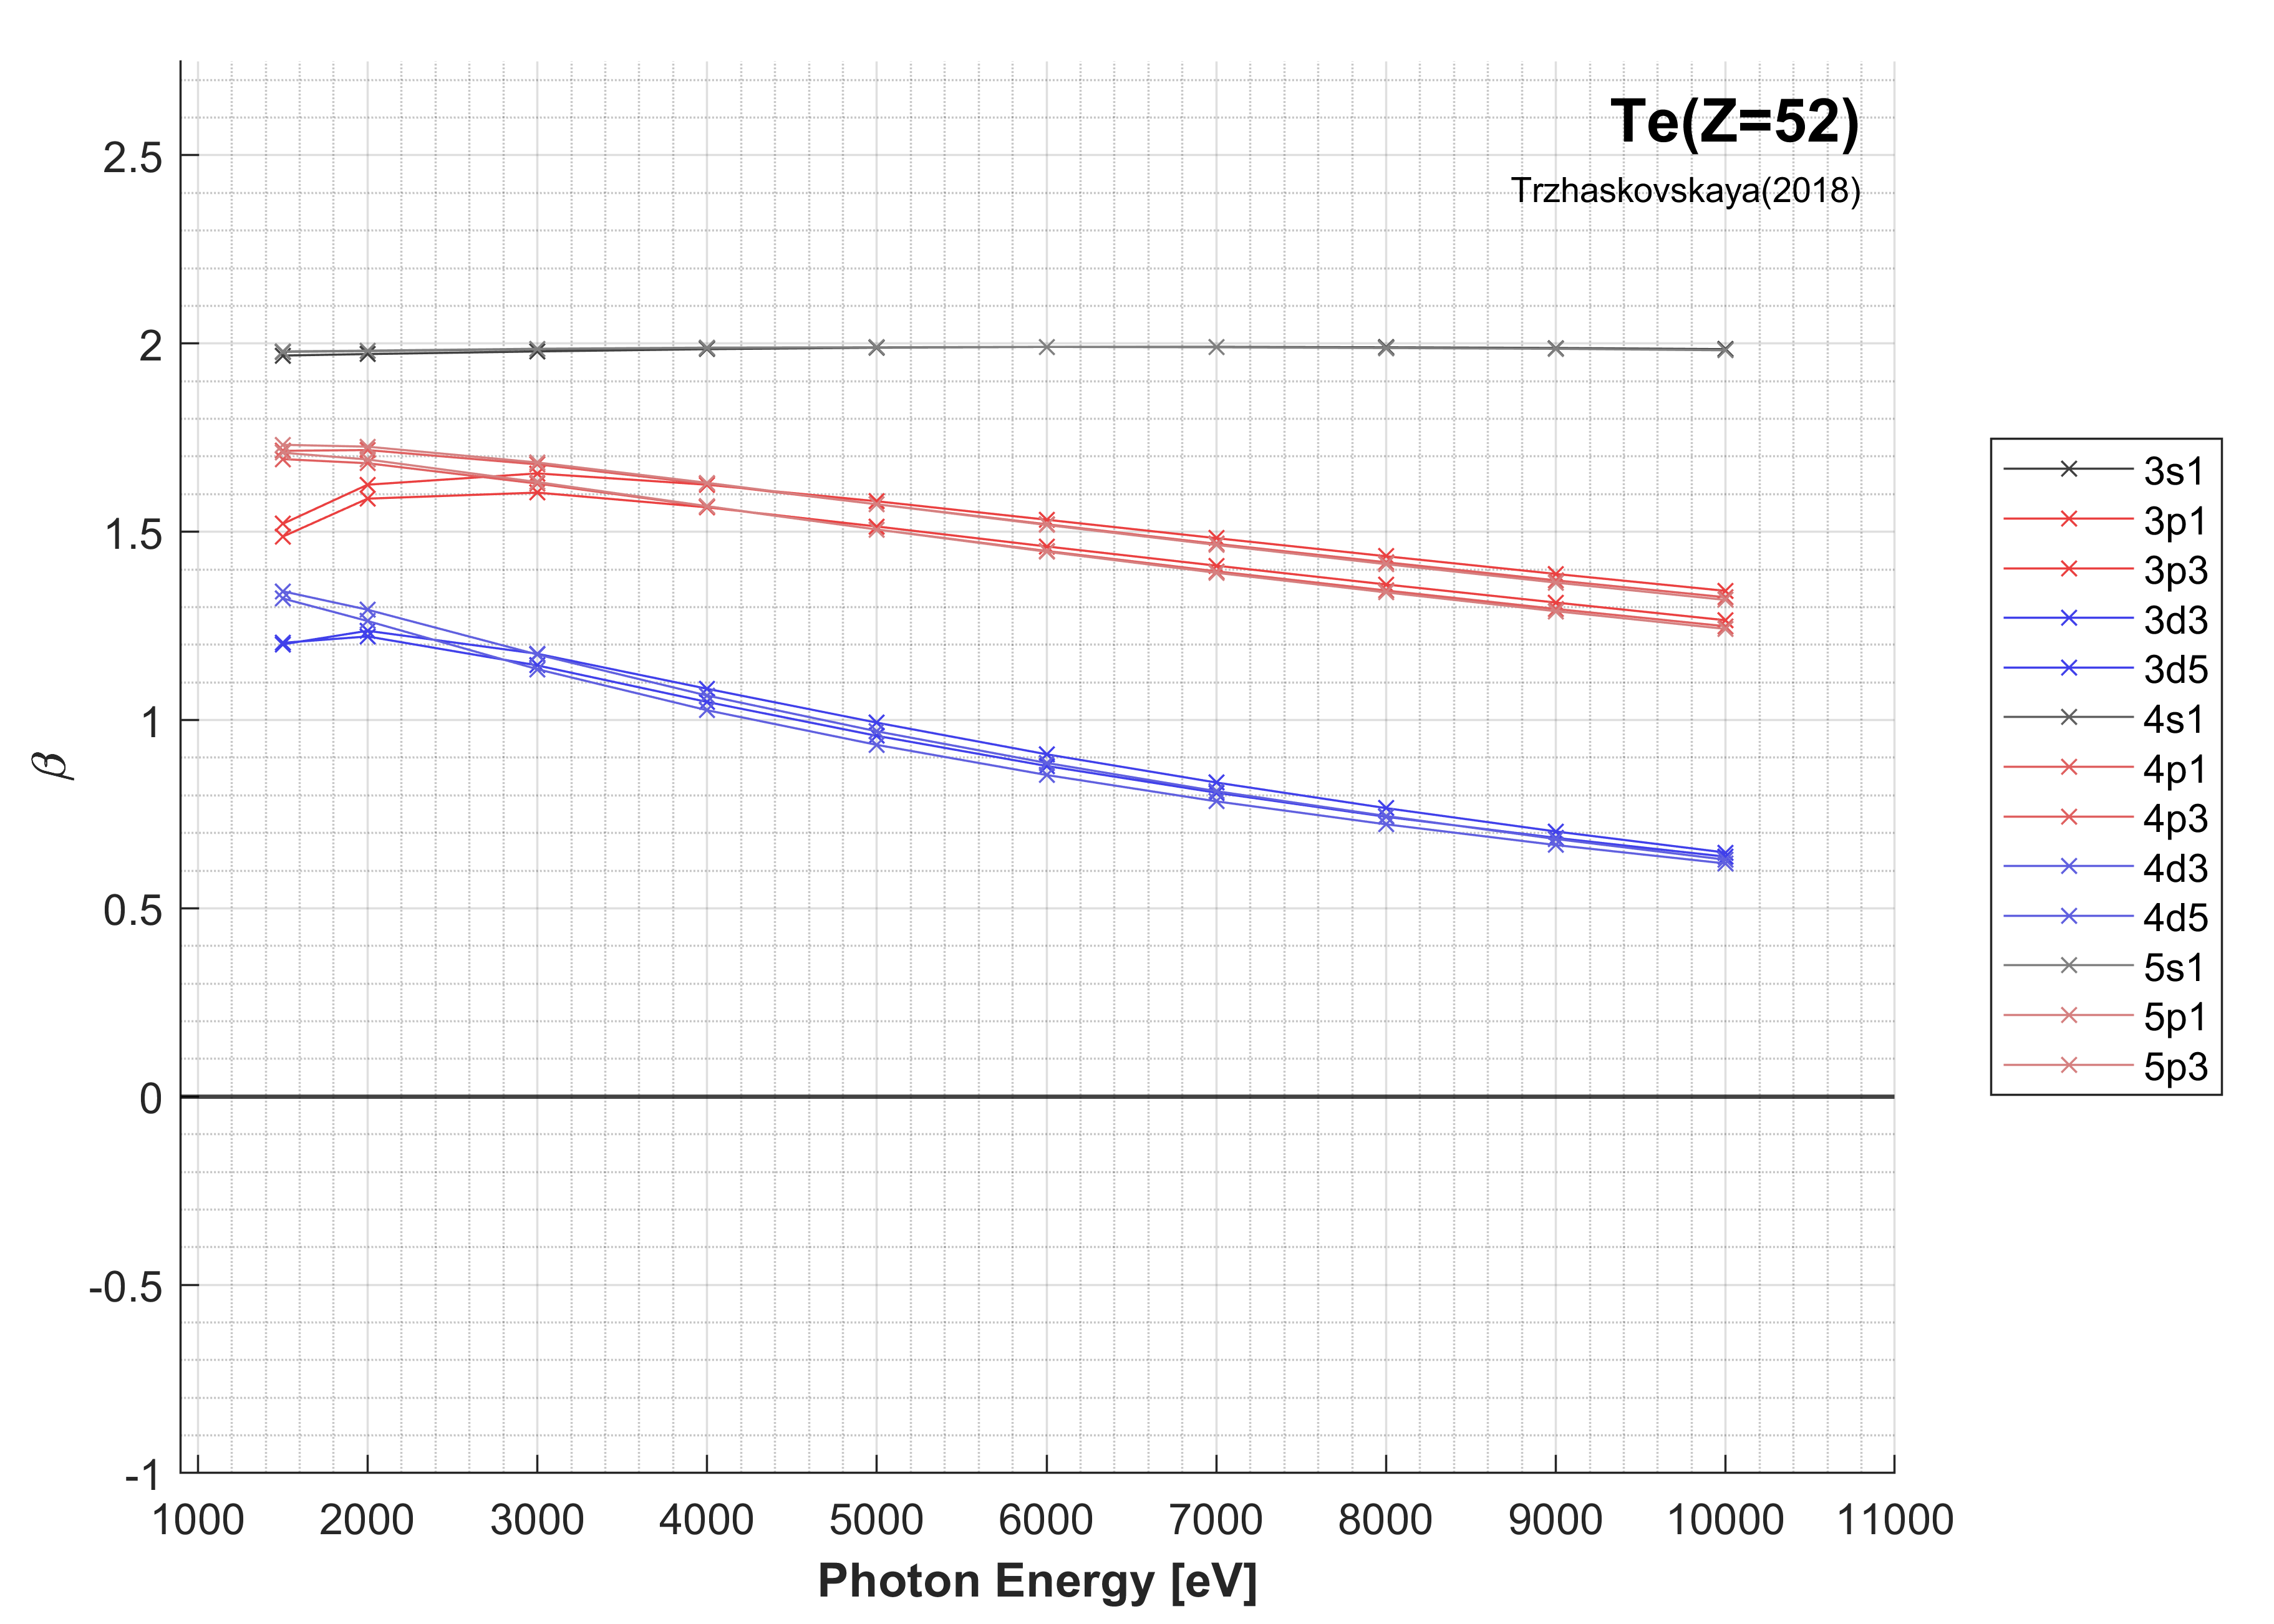 Te(Z=52)
Trzhaskovskaya(2018)
2.5
2
1.5
1
0.5
0
-0.5
-1
β
1000 2000 3000 4000 5000 6000 7000 8000 9000 10000 11000
Photon Energy [eV]
3s1
3p1
3p3
3d3
3d5
4s1
4p1
4p3
4d3
4d5
5s1
5p1
5p3